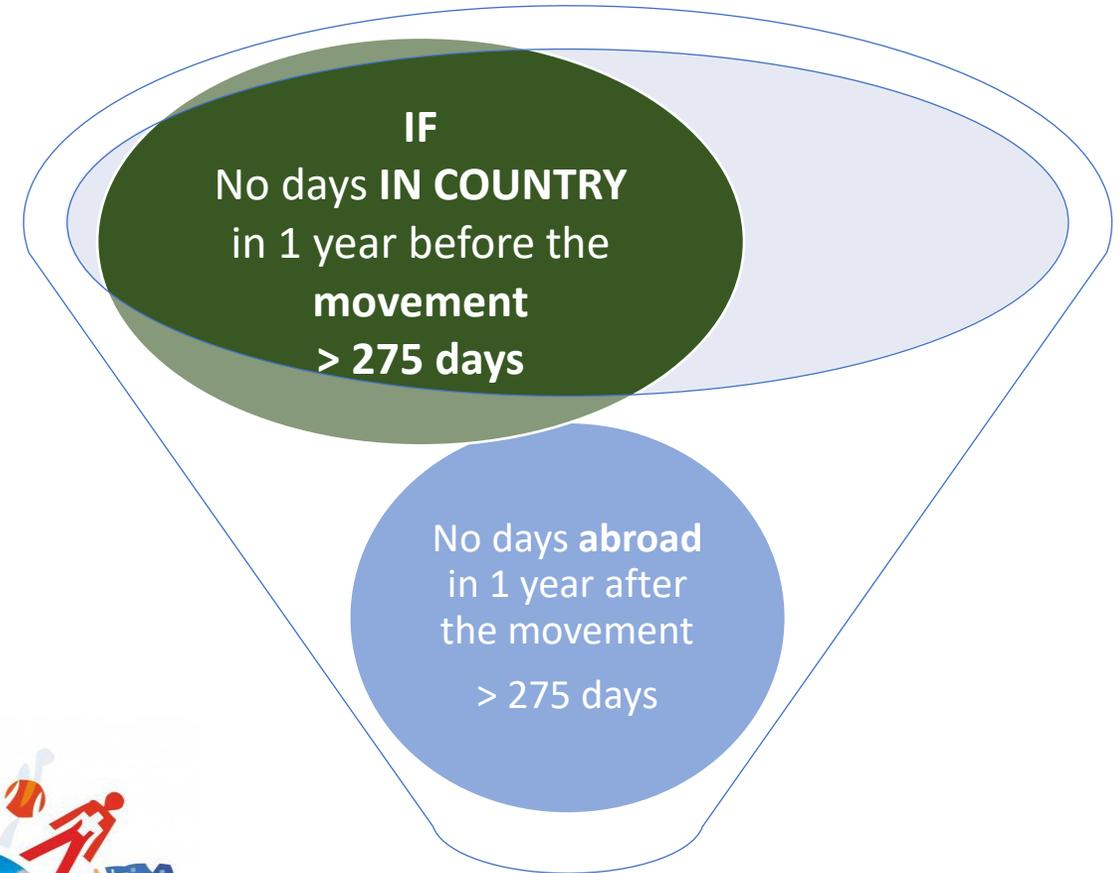 IF
No days IN COUNTRY
in 1 year before the
movement
> 275 days
No days abroad
in 1 year after
the movement
> 275 days